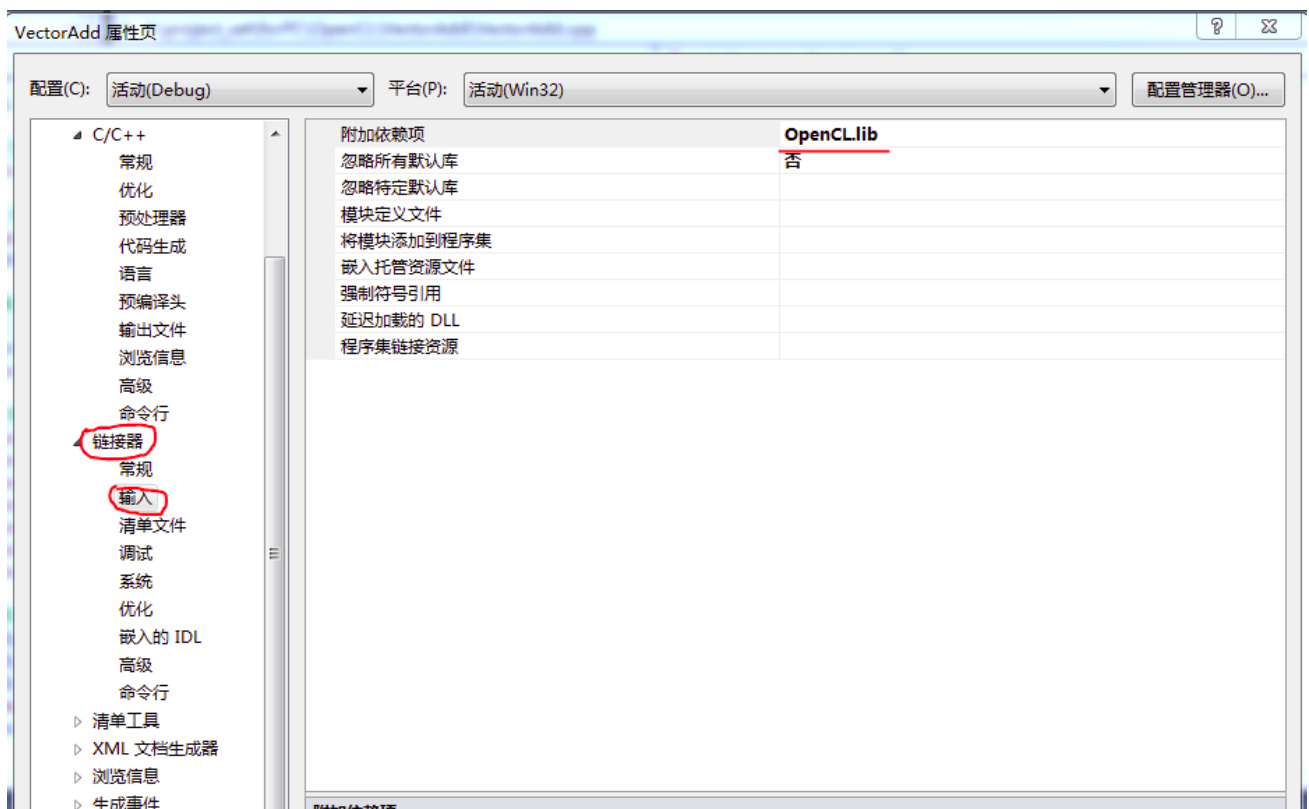 VectorAdd 属性页
配置(C): 活动(Debug) 平台(P): 活动(Win32) 配置管理器(O)...
C/C++
常规
优化
预处理器
代码生成
语言
预编译头
输出文件
浏览信息
高级
命令行
链接器
常规
输入
清单文件
调试
系统
优化
嵌入的 IDL
高级
命令行
清单工具
XML 文档生成器
浏览信息
生成事件
附加依赖项 OpenCL.lib
忽略所有默认库 否
忽略特定默认库
模块定义文件
将模块添加到程序集
嵌入托管资源文件
强制符号引用
延迟加载的 DLL
程序集链接资源
附加依赖项